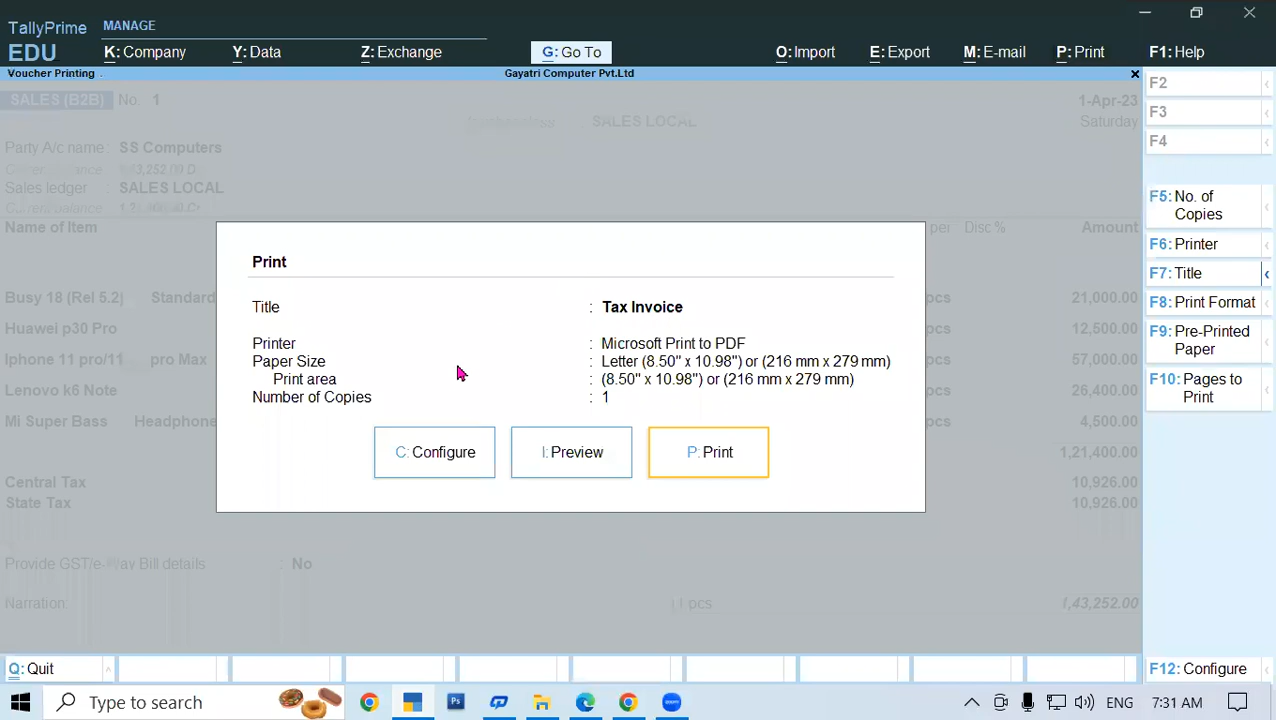 TallyPrime MANAGE
EDU K: Company Y: Data Z: Exchange G: Go To O: Import E: Export M: E-mail P: Print F1: Help
Voucher Printing Gayatri Computer Pvt.Ltd
SALES (B2B) No. 1 1-Apr-23
SALES LOCAL Saturday
Party A/c name: SS Computers
Sales ledger : SALES LOCAL
Current balance
Name of Item per Disc % Amount
Busy 18 (Rel 5.2) Standard pcs 21,000.00
Huawei p30 Pro pcs 12,500.00
Iphone 11 pro/11 pro Max pcs 57,000.00
Lenovo k6 Note pcs 26,400.00
Mi Super Bass Headphone pcs 4,500.00
1,21,400.00
Central Tax 10,926.00
State Tax 10,926.00
Provide GST/e-Way Bill details : No
Narration: pcs 1,43,252.00
Print
Title : Tax Invoice
Printer : Microsoft Print to PDF
Paper Size : Letter (8.50" x 10.98") or (216 mm x 279 mm)
Print area : (8.50" x 10.98") or (216 mm x 279 mm)
Number of Copies : 1
C: Configure I: Preview P: Print
F2
F3
F4
F5: No. of
Copies
F6: Printer
F7: Title
F8: Print Format
F9: Pre-Printed
Paper
F10: Pages to
Print
Q: Quit F12: Configure
Type to search ENG 7:31 AM